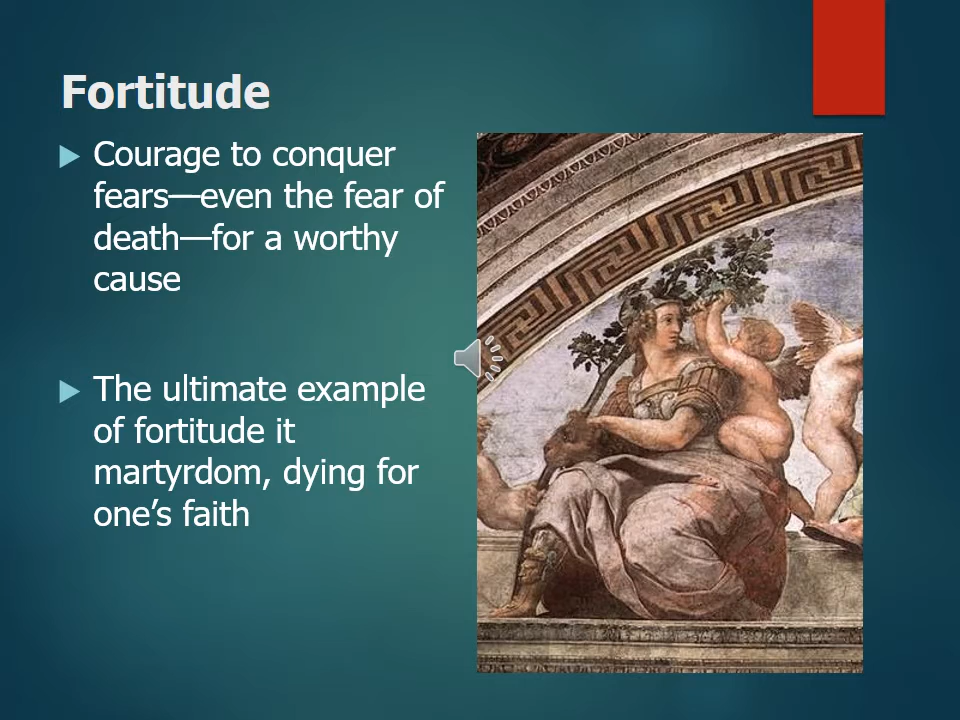 Fortitude
Courage to conquer
fears—even the fear of
death—for a worthy
cause
The ultimate example
of fortitude it
martyrdom, dying for
one’s faith